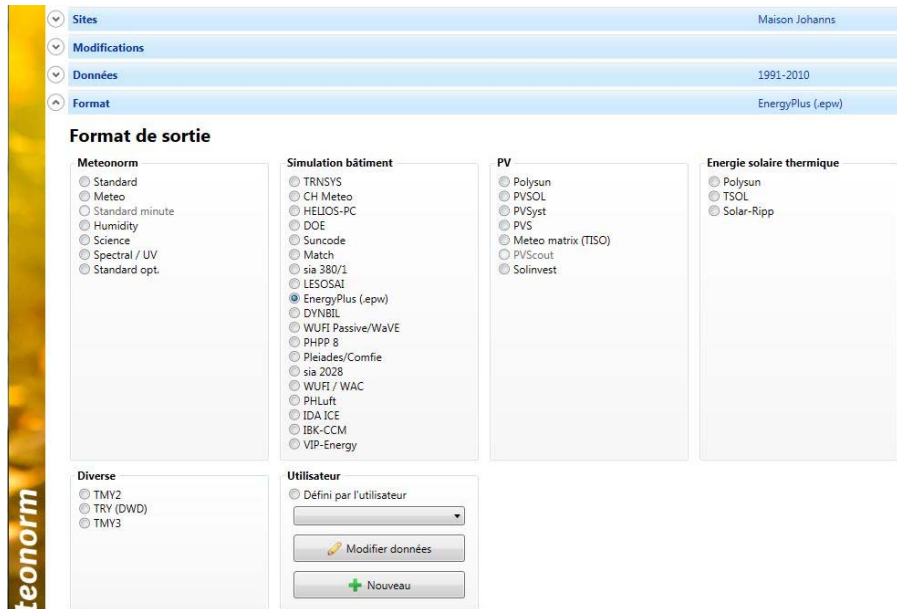 Sites Maison Johanns
Modifications
Données 1991-2010
Format EnergyPlus (.epw)
Format de sortie
Meteonorm
Standard
Meteo
Standard minute
Humidity
Science
Spectral / UV
Standard opt.
Simulation bâtiment
TRNSYS
CH Meteo
HELIOS-PC
DOE
Suncode
Match
sia 380/1
LESOSAI
EnergyPlus (.epw)
DYNBIL
WUFI Passive/WaVE
PHPP 8
Pleiades/Comfie
sia 2028
WUFI / WAC
PHLuft
IDA ICE
IBK-CCM
VIP-Energy
PV
Polysun
PVSOL
PVSyst
PVS
Meteo matrix (TISO)
PVScout
Solinvest
Energie solaire thermique
Polysun
TSOL
Solar-Ripp
Diverse
TMY2
TRY (DWD)
TMY3
Utilisateur
Défini par l'utilisateur
Modifier données
Nouveau
teonorm